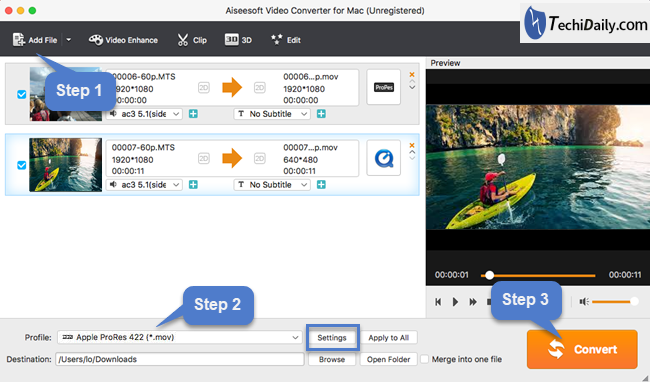 Aiseesoft Video Converter for Mac (Unregistered)
TechiDaily.com
Add File
Video Enhance
Clip
3D 3D
Edit
Step 1
00006-60p.MTS
1920*1080
00:00:00
2D
2D
00006...p.mov
1920*1080
00:00:00
ProRes
ac3 5.1(side
T No Subtitle
00007-60p.MTS
1920*1080
00:00:11
2D
2D
00007...p.mov
640*480
00:00:11
ac3 5.1(side
T No Subtitle
Preview
00:00:01
00:00:11
Step 2
Step 3
Profile:
Apple ProRes 422 (*.mov)
Settings
Apply to All
Convert
Destination:
/Users/lo/Downloads
Browse
Open Folder
Merge into one file